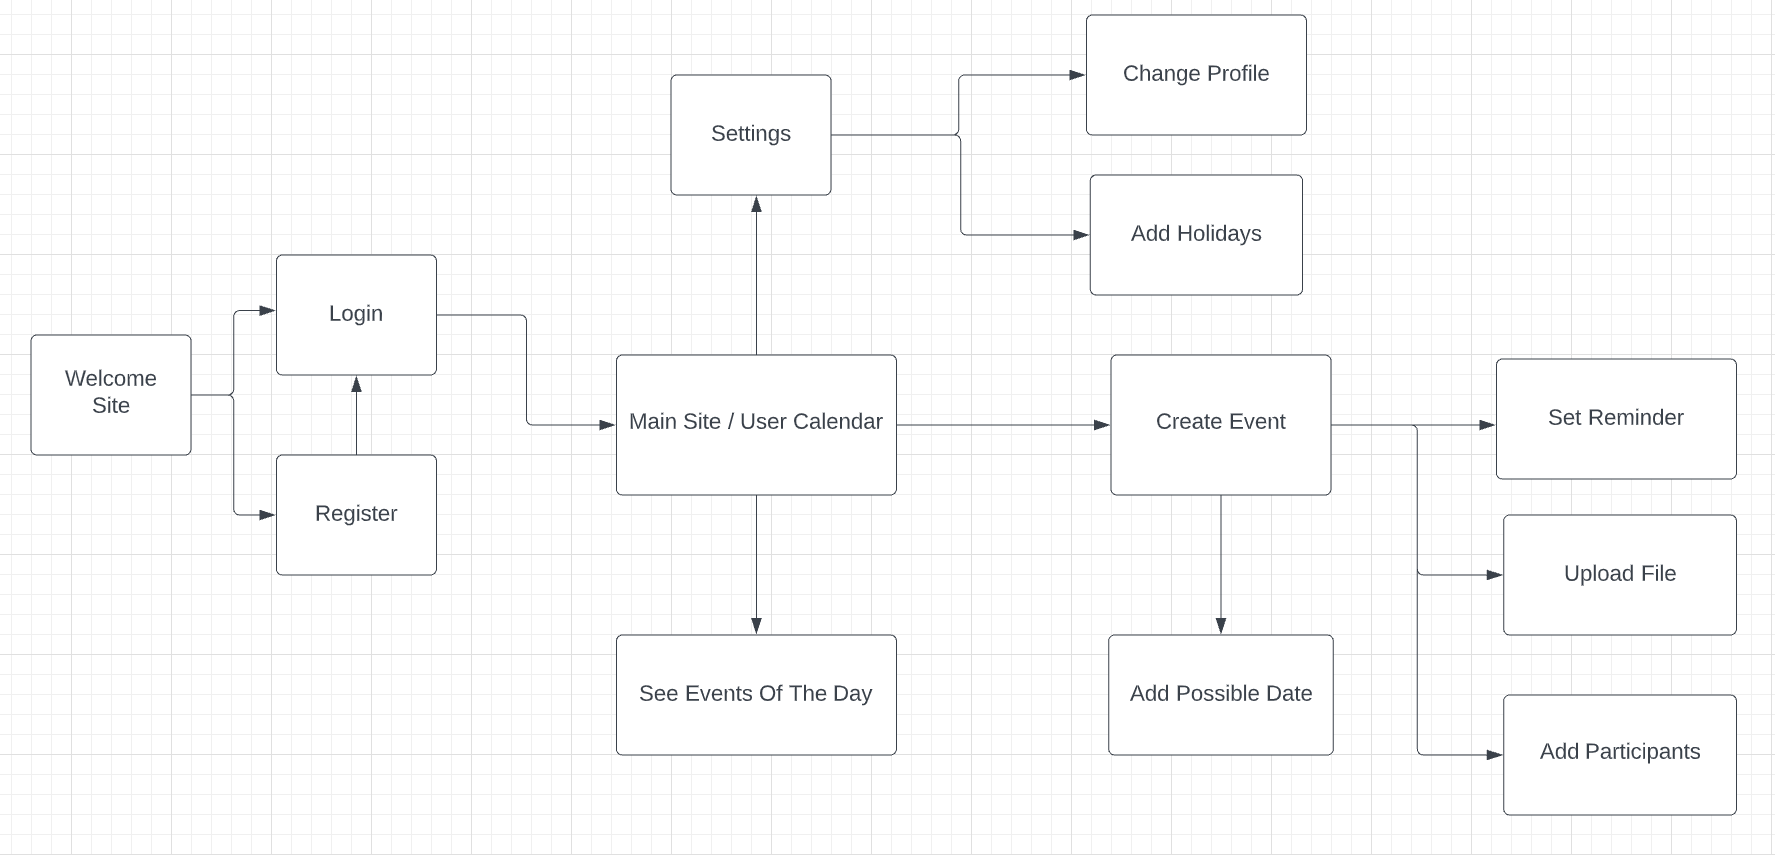 Change Profile
Settings
Add Holidays
Login
Welcome
Site
Main Site / User Calendar
Create Event
Set Reminder
Register
Upload File
See Events Of The Day
Add Possible Date
Add Participants